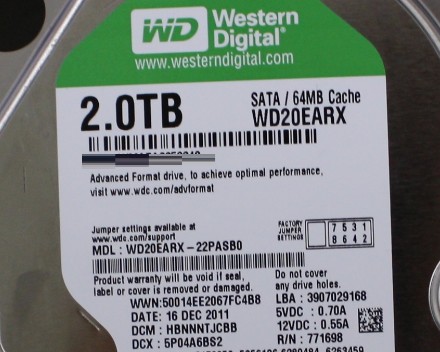 WD Western
Digital®
www.westerndigital.com
2.0TB
SATA / 64MB Cache
WD20EARX
Advanced Format drive, to achieve optimal performance,
visit www.wdc.com/advformat
Jumper settings available at
www.wdc.com/support
FACTORY
JUMPER
SETTINGS
7 5 3 1
8 6 4 2
MDL: WD20EARX-22PASB0
Product warranty will be void if seal,
label or cover is removed or damaged.
Do not cover
any drive holes.
WWN: 50014EE2067FC4B8
LBA : 3907029168
DATE: 16 DEC 2011
5VDC : 0.70A
DCM: HBNNNTJCBB
12VDC : 0.55A
DCX: 5P04A6BS2
R/N : 771698